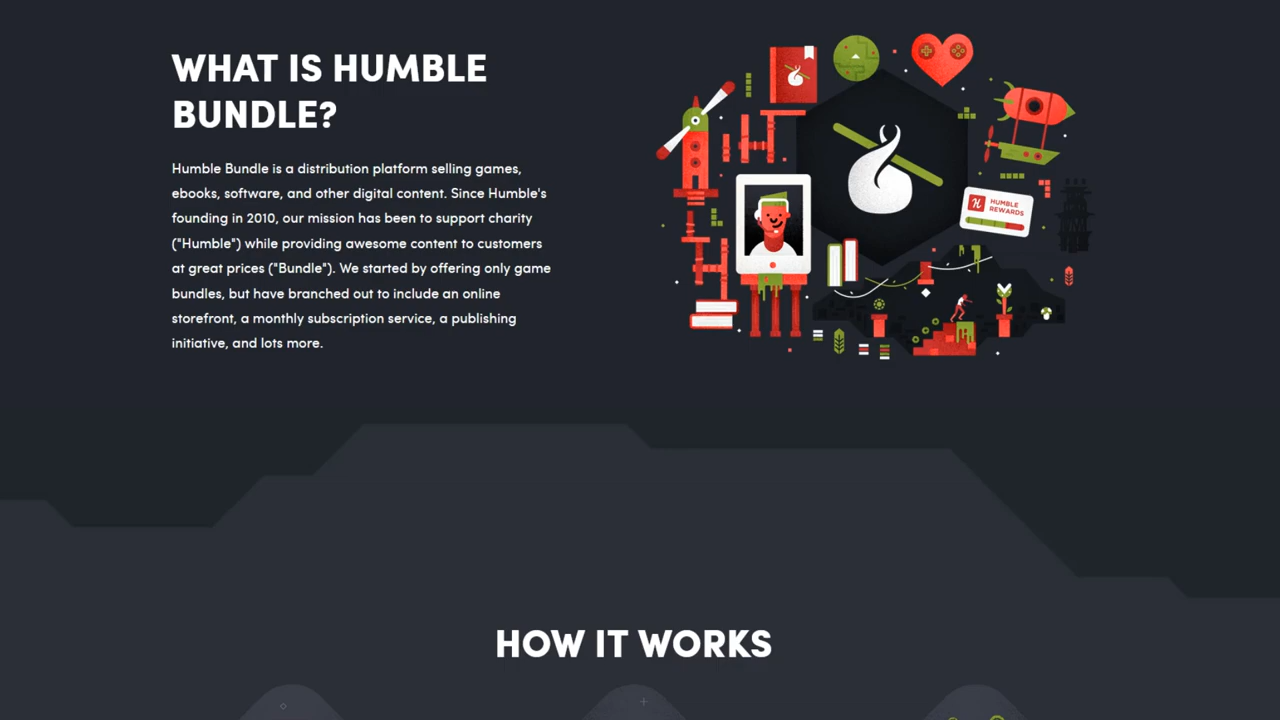 WHAT IS HUMBLE
BUNDLE?
Humble Bundle is a distribution platform selling games,
ebooks, software, and other digital content. Since Humble's
founding in 2010, our mission has been to support charity
("Humble") while providing awesome content to customers
at great prices ("Bundle"). We started by offering only game
bundles, but have branched out to include an online
storefront, a monthly subscription service, a publishing
initiative, and lots more.
H
HUMBLE
REWARDS
HOW IT WORKS